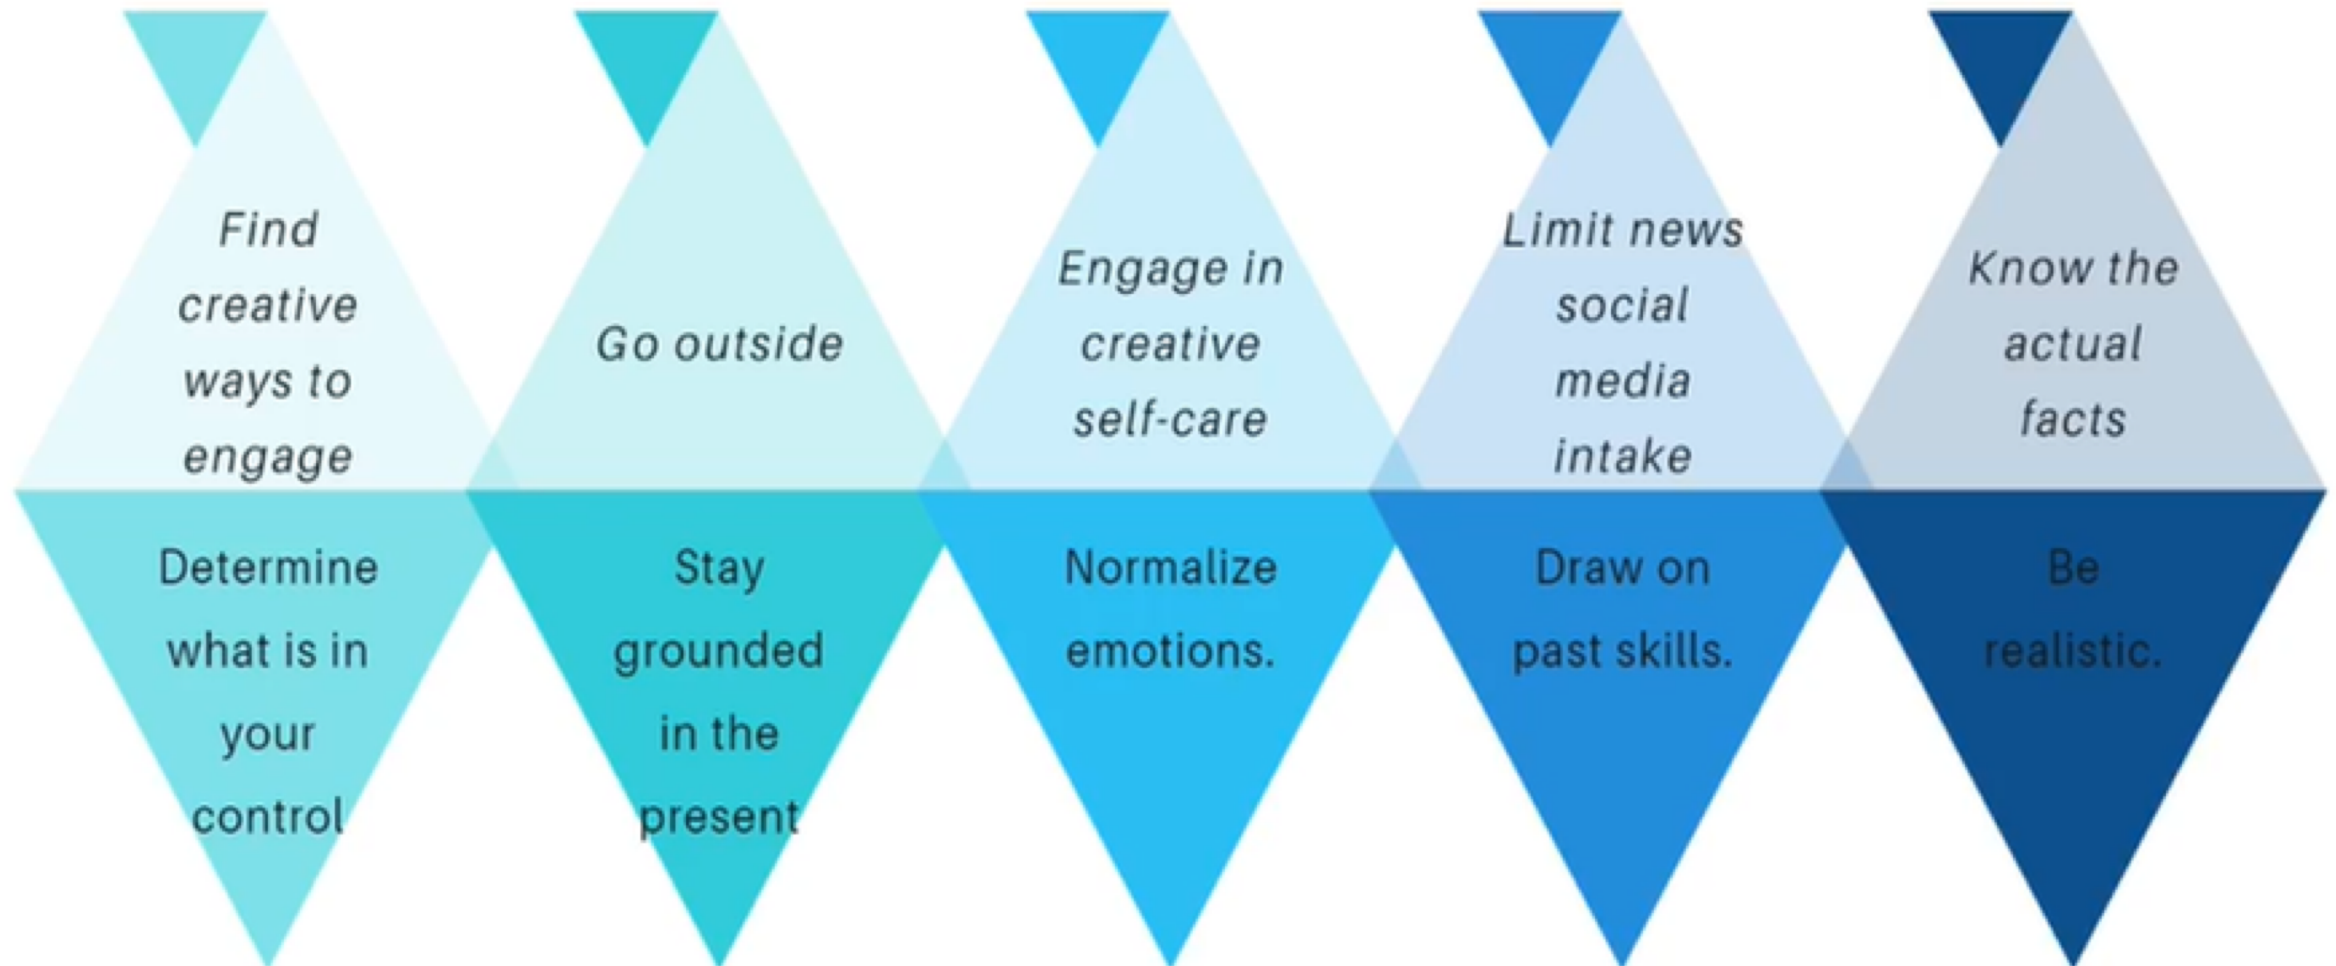 Find
creative
ways to
engage
Go outside
Engage in
creative
self-care
Limit news
social
media
intake
Know the
actual
facts
Determine
what is in
your
control
Stay
grounded
in the
present
Normalize
emotions.
Draw on
past skills.
Be
realistic.